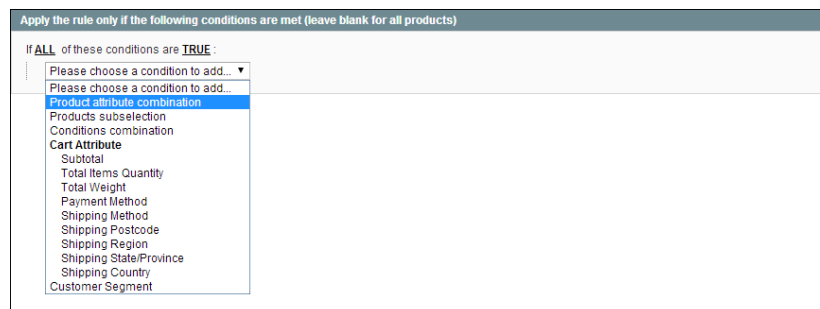 Apply the rule only if the following conditions are met (leave blank for all products)
If ALL of these conditions are TRUE :
Please choose a condition to add...
Please choose a condition to add...
Product attribute combination
Products subselection
Conditions combination
Cart Attribute
Subtotal
Total Items Quantity
Total Weight
Payment Method
Shipping Method
Shipping Postcode
Shipping Region
Shipping State/Province
Shipping Country
Customer Segment